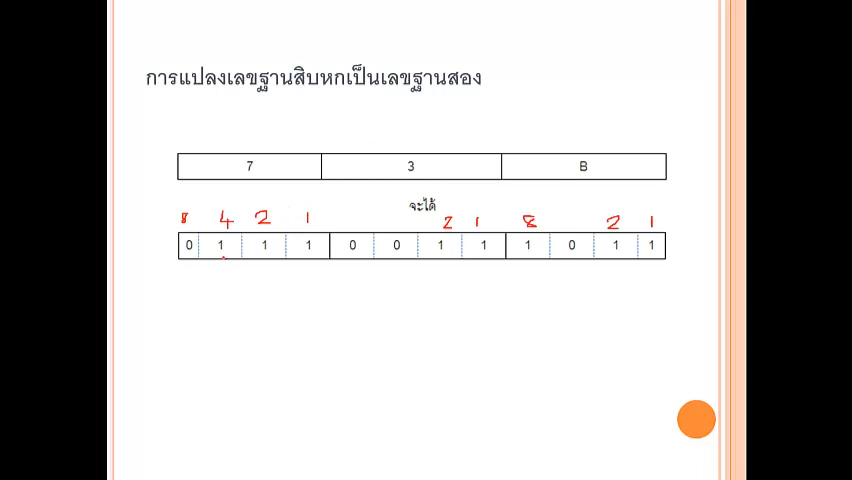 การแปลงเลขฐานสิบหกเป็นเลขฐานสอง
7 3 B
จะได้
8 4 2 1 2 1 8 2 1
0 1 1 1 0 0 1 1 1 0 1 1